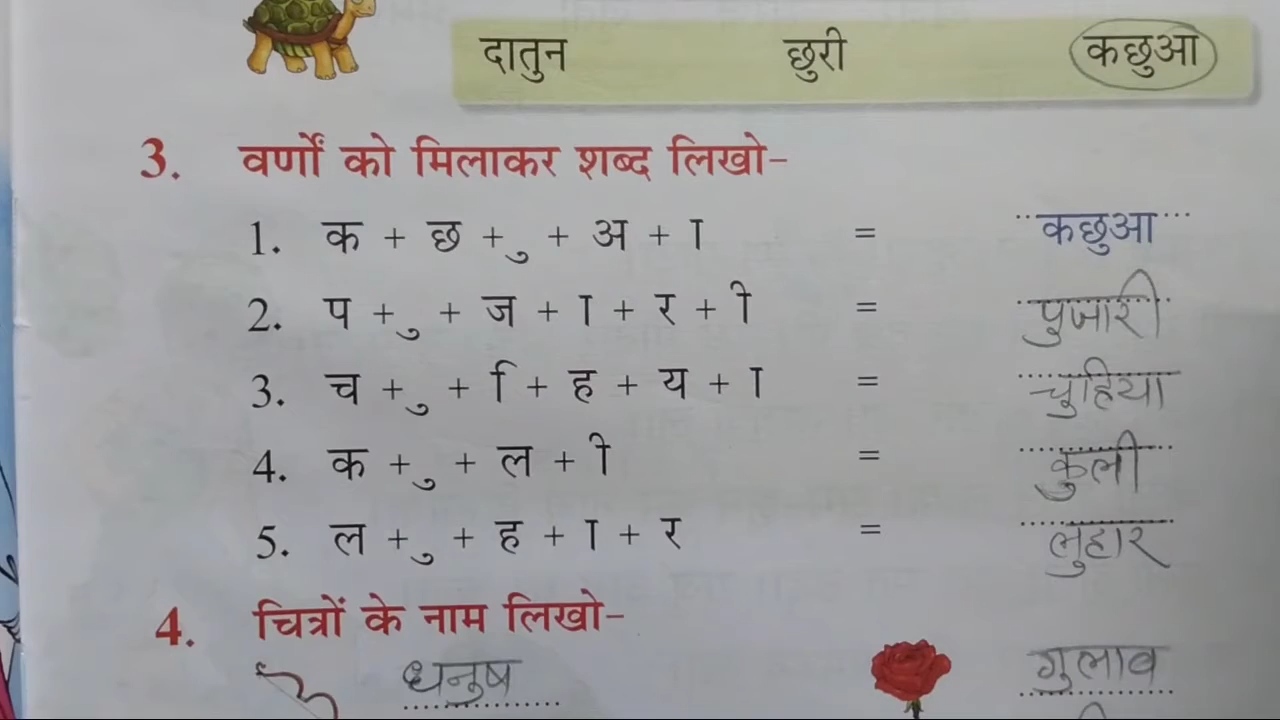 दातुन छुरी कछुआ
3. वर्णों को मिलाकर शब्द लिखो-
1. क + छ + ु + अ + ा = कछुआ
2. प + ु + ज + ा + र + ी = पुजारी
3. च + ु + ि + ह + य + ा = चुहिया
4. क + ु + ल + ी = कुली
5. ल + ु + ह + ा + र = लुहार
4. चित्रों के नाम लिखो-
धनुष गुलाव